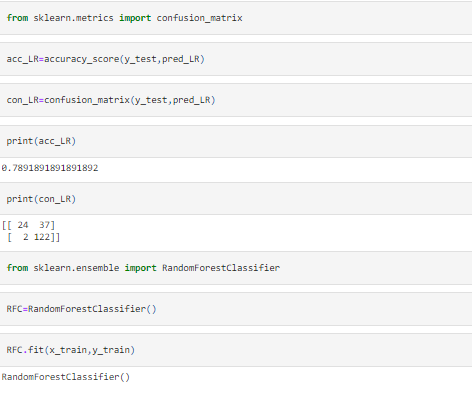 from sklearn.metrics import confusion_matrix
acc_LR=accuracy_score(y_test,pred_LR)
con_LR=confusion_matrix(y_test,pred_LR)
print(acc_LR)
0.7891891891891892
print(con_LR)
[[ 24  37]
 [  2 122]]
from sklearn.ensemble import RandomForestClassifier
RFC=RandomForestClassifier()
RFC.fit(x_train,y_train)
RandomForestClassifier()